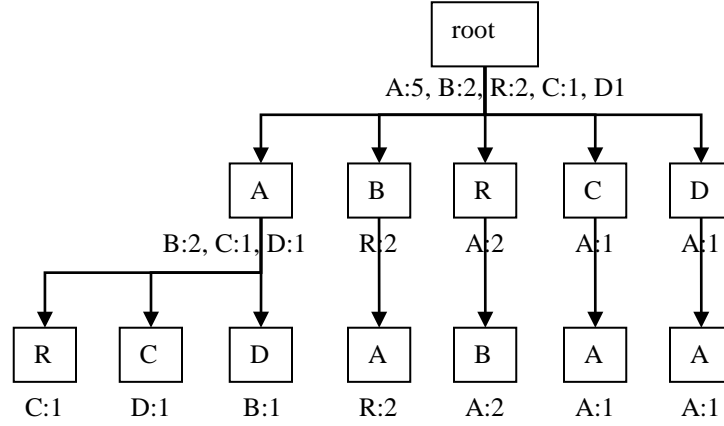 root
A:5, B:2, R:2, C:1, D1
A B R C D
B:2, C:1, D:1 R:2 A:2 A:1 A:1
R C D A B A A
C:1 D:1 B:1 R:2 A:2 A:1 A:1